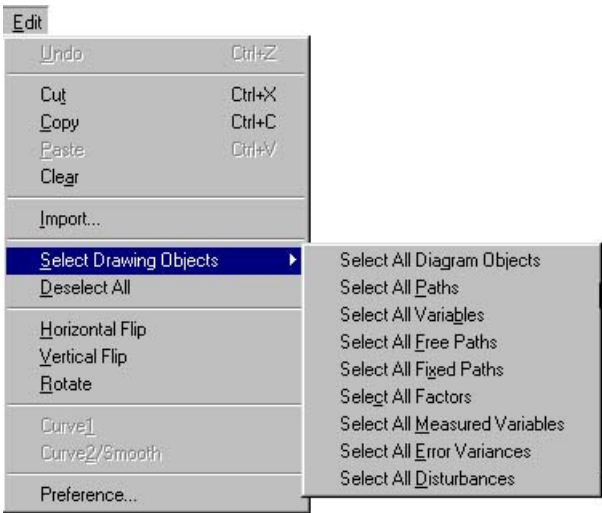 Edit
Undo Ctrl+Z
Cut Ctrl+X
Copy Ctrl+C
Paste Ctrl+V
Clear
Import...
Select Drawing Objects
Deselect All
Horizontal Flip
Vertical Flip
Rotate
Curve1
Curve2/Smooth
Preference...
Select All Diagram Objects
Select All Paths
Select All Variables
Select All Free Paths
Select All Fixed Paths
Select All Factors
Select All Measured Variables
Select All Error Variances
Select All Disturbances